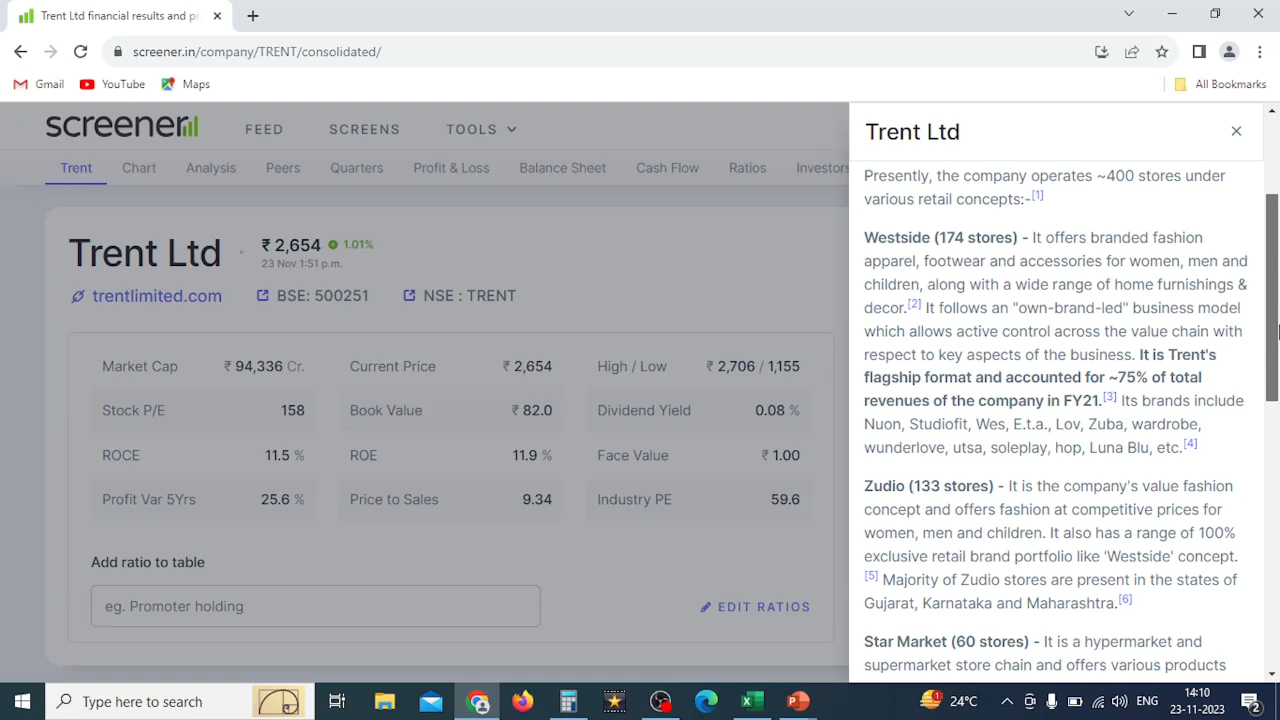 Trent Ltd financial results and pr
screener.in/company/TRENT/consolidated/
Gmail YouTube Maps All Bookmarks
screener FEED SCREENS TOOLS
Trent Chart Analysis Peers Quarters Profit & Loss Balance Sheet Cash Flow Ratios Investors
Trent Ltd
₹ 2,654 1.01%
23 Nov 1:51 p.m.
trentlimited.com BSE: 500251 NSE : TRENT
Market Cap ₹ 94,336 Cr. Current Price ₹ 2,654 High / Low ₹ 2,706 / 1,155
Stock P/E 158 Book Value ₹ 82.0 Dividend Yield 0.08 %
ROCE 11.5 % ROE 11.9 % Face Value ₹ 1.00
Profit Var 5Yrs 25.6 % Price to Sales 9.34 Industry PE 59.6
Add ratio to table
eg. Promoter holding EDIT RATIOS
Trent Ltd
Presently, the company operates ~400 stores under
various retail concepts:-[1]
Westside (174 stores) - It offers branded fashion
apparel, footwear and accessories for women, men and
children, along with a wide range of home furnishings &
decor.[2] It follows an "own-brand-led" business model
which allows active control across the value chain with
respect to key aspects of the business. It is Trent's
flagship format and accounted for ~75% of total
revenues of the company in FY21.[3] Its brands include
Nuon, Studiofit, Wes, E.t.a., Lov, Zuba, wardrobe,
wunderlove, utsa, soleplay, hop, Luna Blu, etc.[4]
Zudio (133 stores) - It is the company's value fashion
concept and offers fashion at competitive prices for
women, men and children. It also has a range of 100%
exclusive retail brand portfolio like 'Westside' concept.
[5] Majority of Zudio stores are present in the states of
Gujarat, Karnataka and Maharashtra.[6]
Star Market (60 stores) - It is a hypermarket and
supermarket store chain and offers various products
Type here to search
24°C
ENG
14:10
23-11-2023
1
2